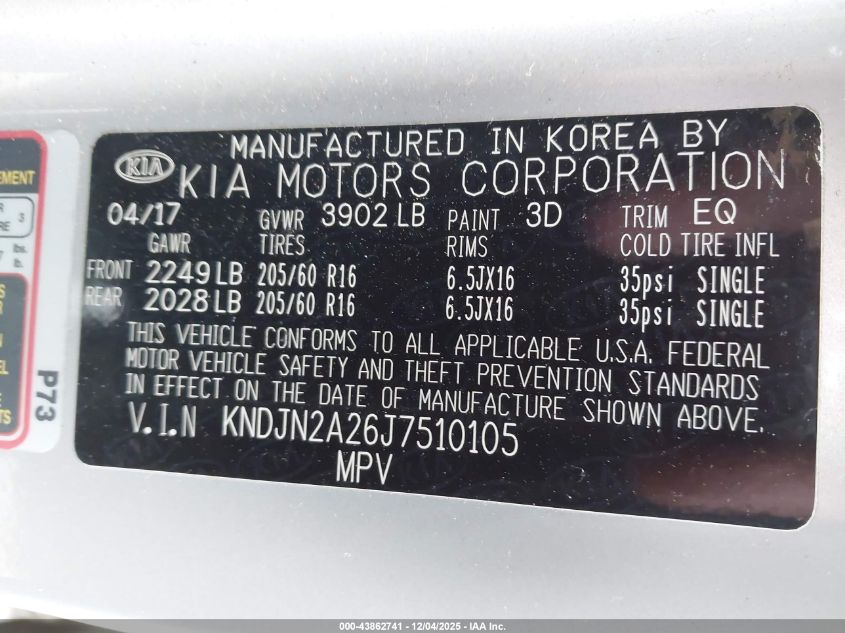 MANUFACTURED IN KOREA BY
KIA KIA MOTORS CORPORATION
04/17 GVWR 3902 LB PAINT 3D TRIM EQ
GAWR TIRES RIMS COLD TIRE INFL
FRONT 2249 LB 205/60 R16 6.5JX16 35psi SINGLE
REAR 2028 LB 205/60 R16 6.5JX16 35psi SINGLE
THIS VEHICLE CONFORMS TO ALL APPLICABLE U.S.A. FEDERAL
MOTOR VEHICLE SAFETY AND THEFT PREVENTION STANDARDS
IN EFFECT ON THE DATE OF MANUFACTURE SHOWN ABOVE.
V.I.N KNDJN2A26J7510105
MPV
P73
000-43862741 - 12/04/2025 - IAA Inc.